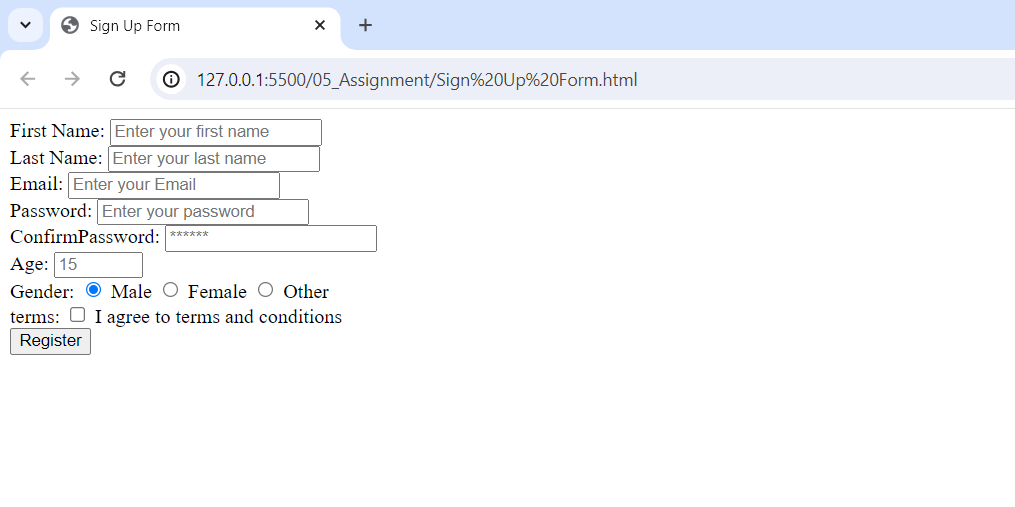 Sign Up Form
127.0.0.1:5500/05_Assignment/Sign%20Up%20Form.html
First Name: Enter your first name
Last Name: Enter your last name
Email: Enter your Email
Password: Enter your password
ConfirmPassword: ******
Age: 15
Gender: Male Female Other
terms: I agree to terms and conditions
Register